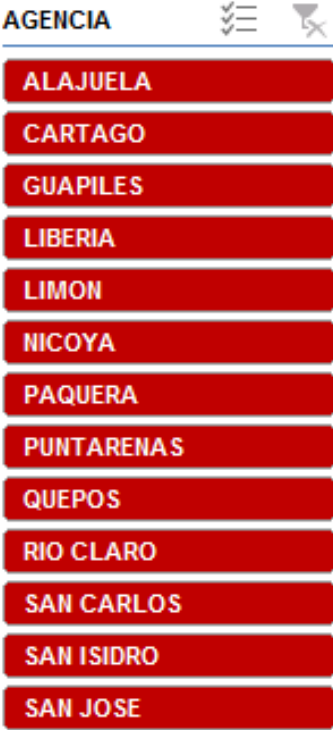 AGENCIA
ALAJUELA
CARTAGO
GUAPILES
LIBERIA
LIMON
NICOYA
PAQUERA
PUNTARENAS
QUEPOS
RIO CLARO
SAN CARLOS
SAN ISIDRO
SAN JOSE